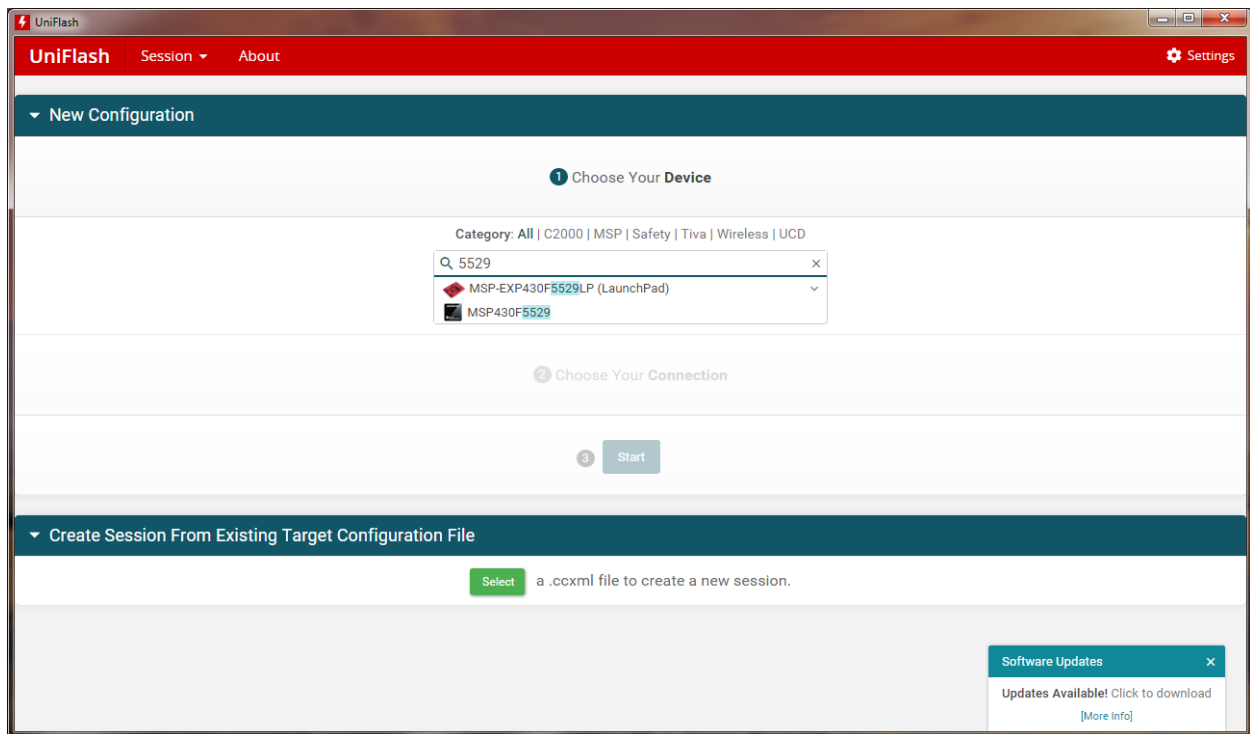 UniFlash
UniFlash Session About Settings
New Configuration
1 Choose Your Device
Category: All | C2000 | MSP | Safety | Tiva | Wireless | UCD
5529
MSP-EXP430F5529LP (LaunchPad)
MSP430F5529
2 Choose Your Connection
3 Start
Create Session From Existing Target Configuration File
Select a .ccxml file to create a new session.
Software Updates
Updates Available! Click to download
[More Info]